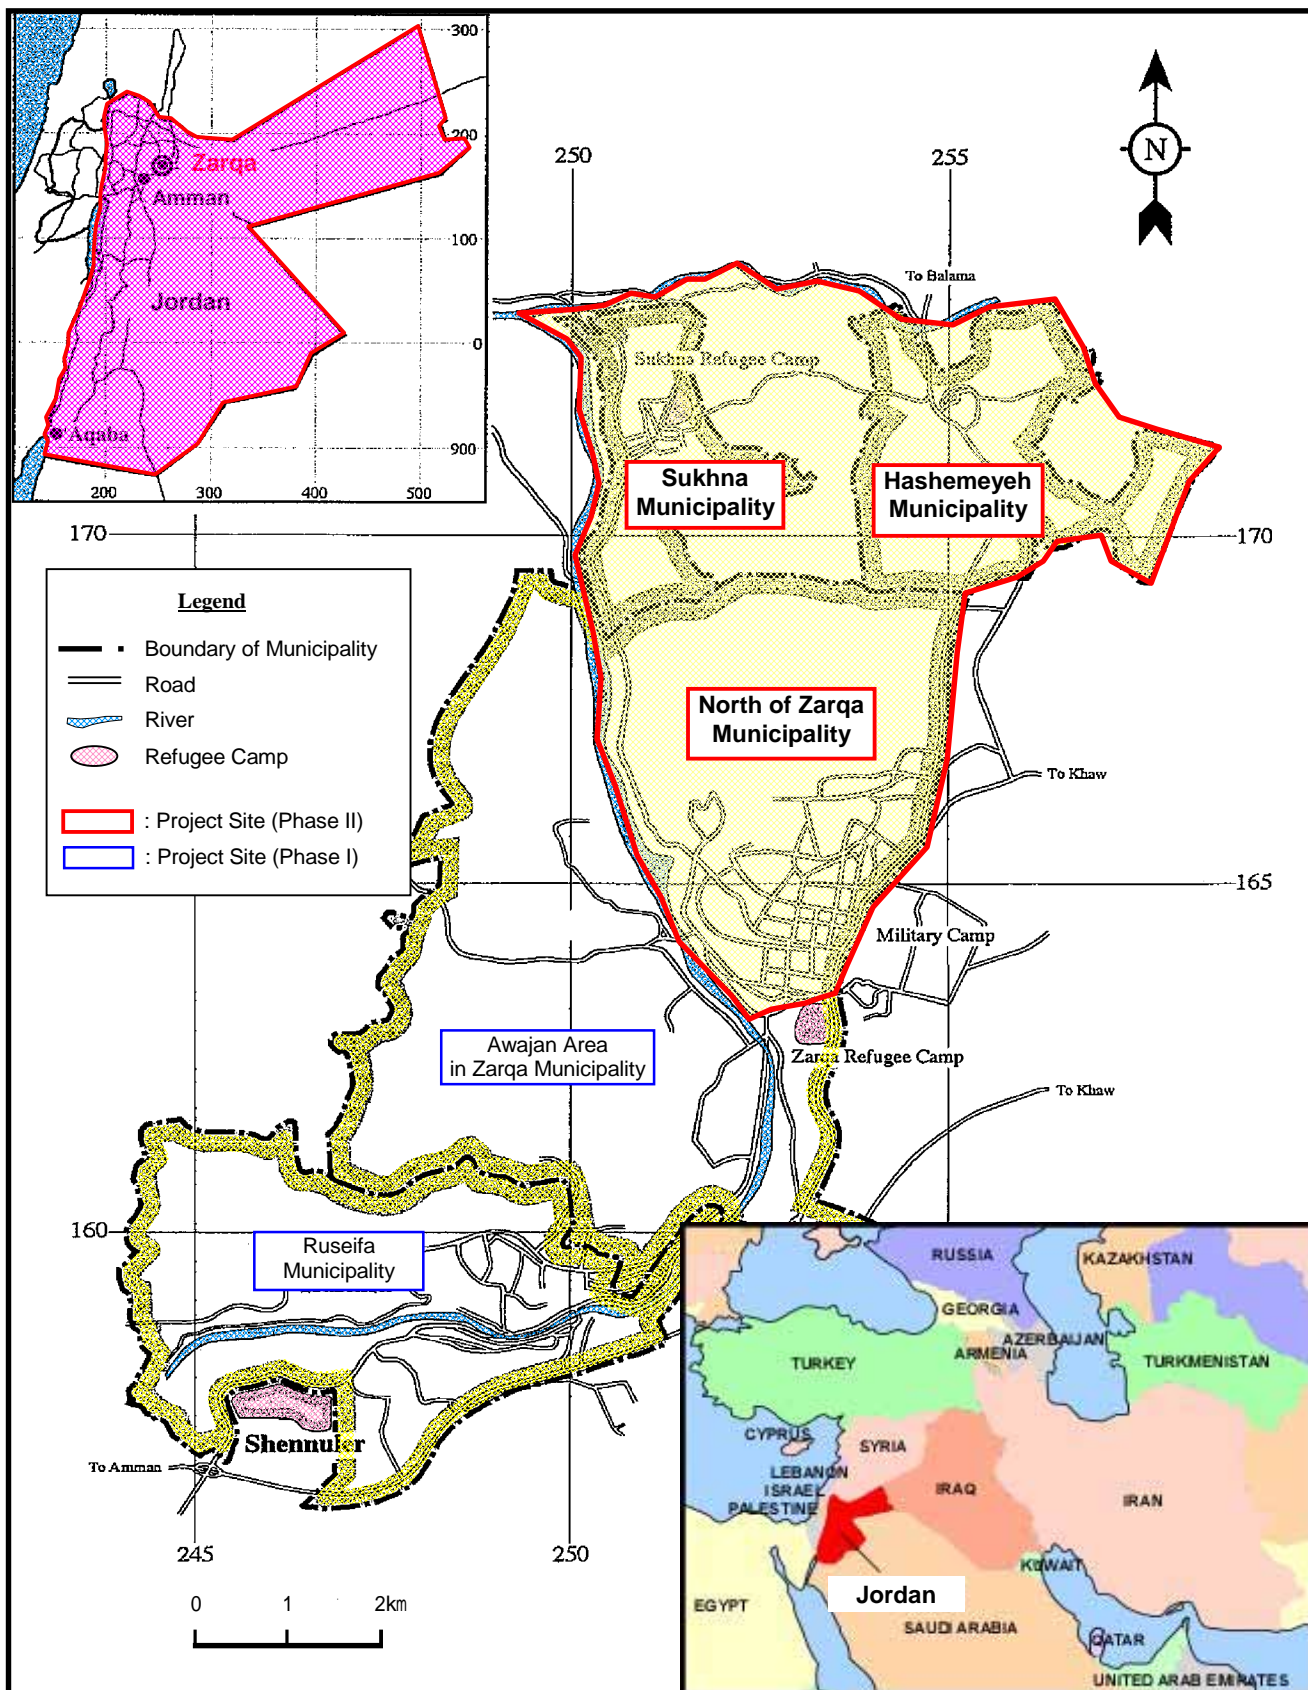 300
200
100
0
900
200
300
400
500
Zarqa
Amman
Jordan
Aqaba
250
255
N
To Balama
Sukhna Refugee Camp
Sukhna
Municipality
Hashemeyeh
Municipality
170
170
Legend
Boundary of Municipality
Road
River
Refugee Camp
: Project Site (Phase II)
: Project Site (Phase I)
North of Zarqa
Municipality
To Khaw
165
Military Camp
Zarqa Refugee Camp
Awajan Area
in Zarqa Municipality
To Khaw
160
Ruseifa
Municipality
Shennuler
To Amman
245
250
0 1 2km
RUSSIA
KAZAKHSTAN
GEORGIA
AZERBAIJAN
ARMENIA
TURKEY
TURKMENISTAN
CYPRUS
SYRIA
LEBANON
ISRAEL
PALESTINE
IRAQ
IRAN
KUWAIT
Jordan
EGYPT
SAUDI ARABIA
QATAR
UNITED ARAB EMIRATES